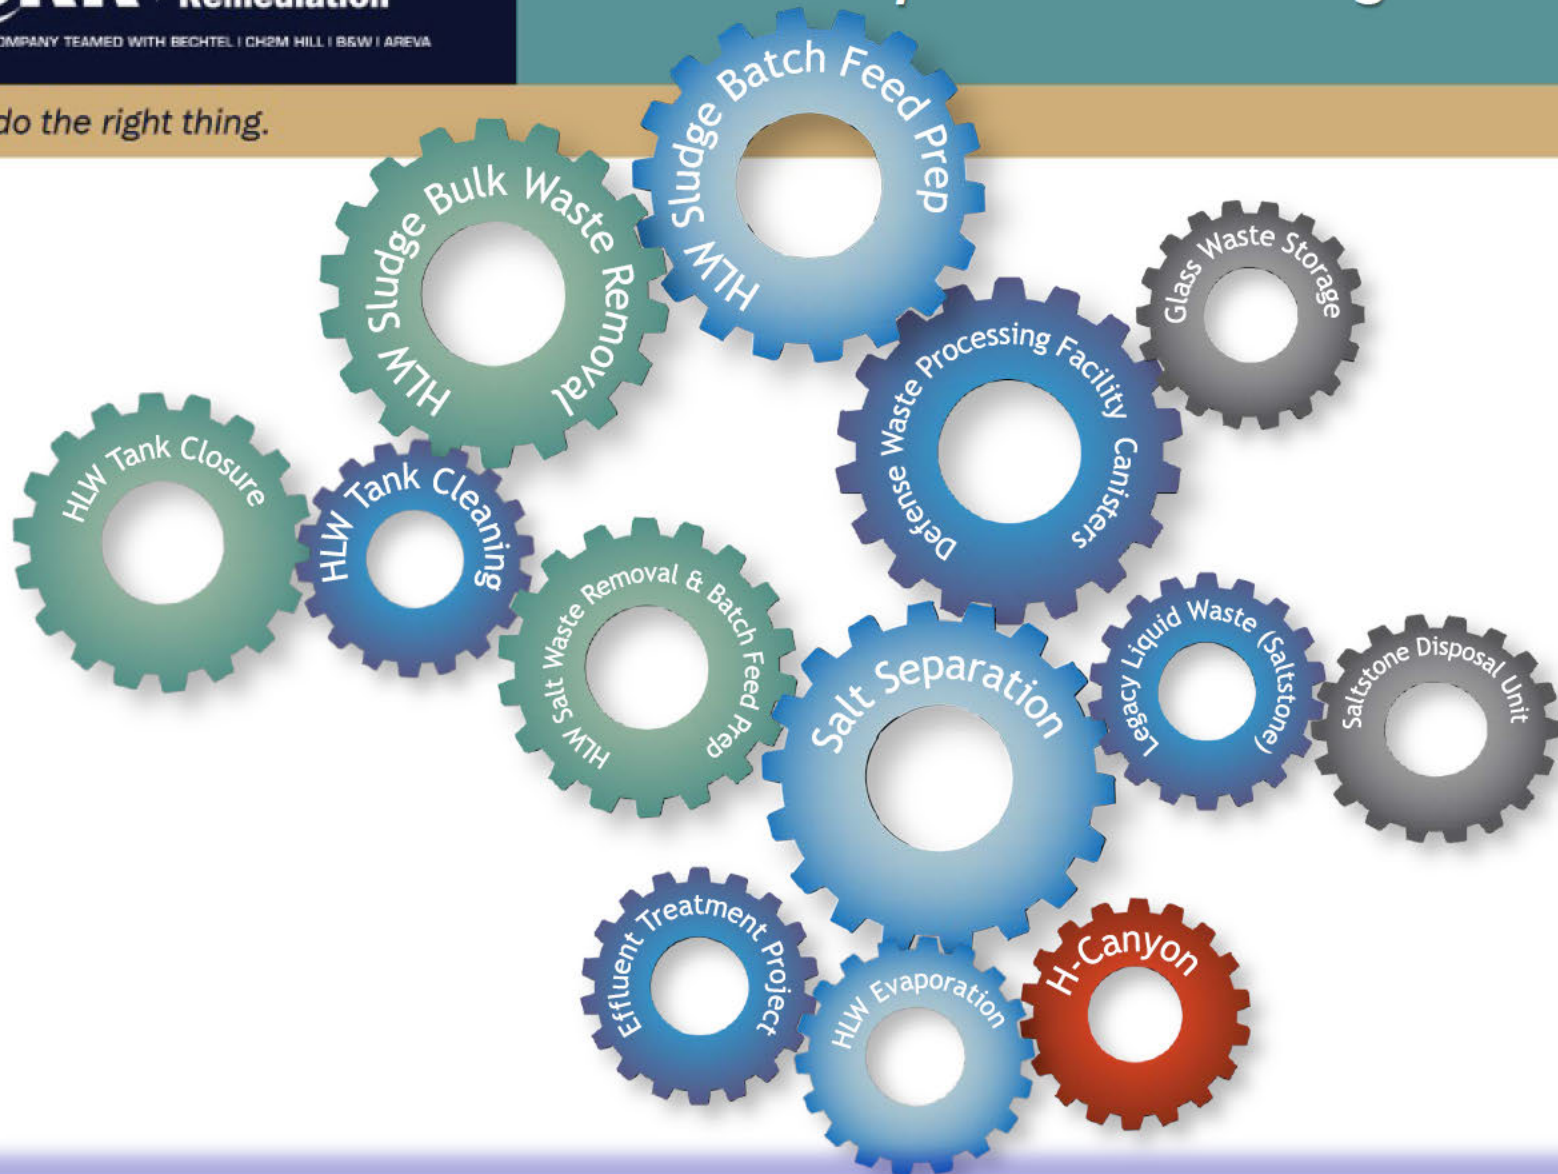 Remediation
COMPANY TEAMED WITH BECHTEL | CH2M HILL | B&W | AREVA
do the right thing.
HLW Sludge Batch Feed Prep
HLW Sludge Bulk Waste Removal
Glass Waste Storage
Defense Waste Processing Facility Canisters
HLW Tank Closure
HLW Tank Cleaning
HLW Salt Waste Removal & Batch Feed Prep
Salt Separation
Legacy Liquid Waste (Saltstone)
Saltstone Disposal Unit
Effluent Treatment Project
HLW Evaporation
H-Canyon